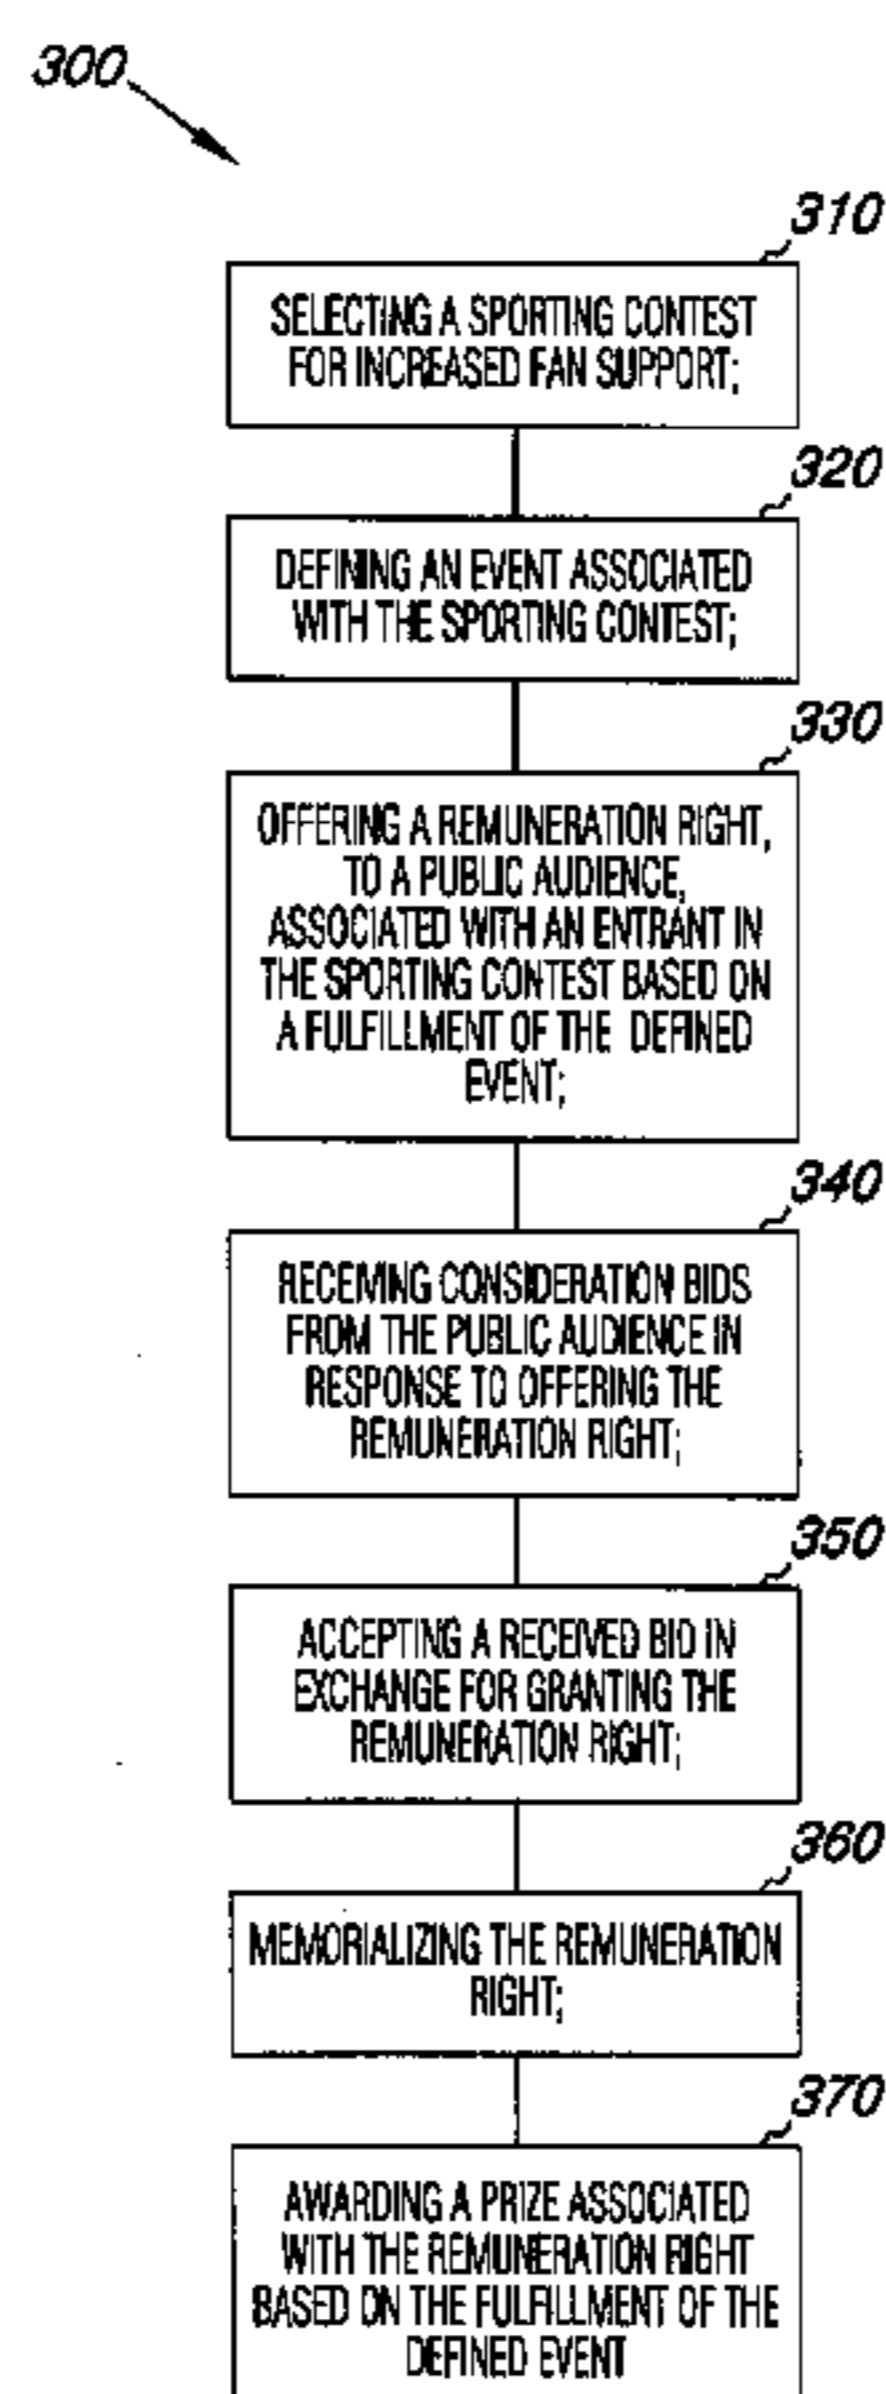 300
310
SELECTING A SPORTING CONTEST
FOR INCREASED FAN SUPPORT;
320
DEFINING AN EVENT ASSOCIATED
WITH THE SPORTING CONTEST;
330
OFFERING A REMUNERATION RIGHT,
TO A PUBLIC AUDIENCE,
ASSOCIATED WITH AN ENTRANT IN
THE SPORTING CONTEST BASED ON
A FULFILLMENT OF THE DEFINED
EVENT;
340
RECEIVING CONSIDERATION BIDS
FROM THE PUBLIC AUDIENCE IN
RESPONSE TO OFFERING THE
REMUNERATION RIGHT;
350
ACCEPTING A RECEIVED BID IN
EXCHANGE FOR GRANTING THE
REMUNERATION RIGHT;
360
MEMORIALIZING THE REMUNERATION
RIGHT;
370
AWARDING A PRIZE ASSOCIATED
WITH THE REMUNERATION RIGHT
BASED ON THE FULFILLMENT OF THE
DEFINED EVENT